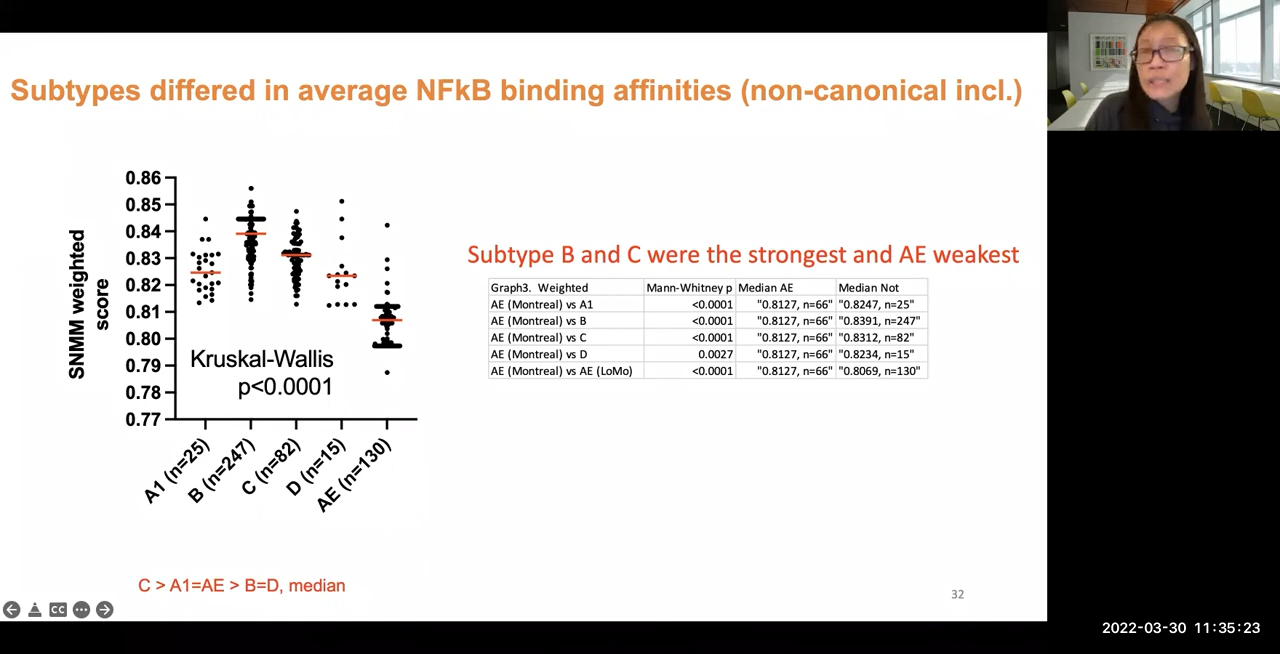 Subtypes differed in average NFkB binding affinities (non-canonical incl.)
SNMM weighted
score
0.86
0.85
0.84
0.83
0.82
0.81
0.80
0.79
0.78
0.77
Kruskal-Wallis
p<0.0001
A1 (n=25)
B (n=247)
C (n=82)
D (n=15)
AE (n=130)
Subtype B and C were the strongest and AE weakest
Graph3. Weighted Mann-Whitney p Median AE Median Not
AE (Montreal) vs A1 <0.0001 "0.8127, n=66" "0.8247, n=25"
AE (Montreal) vs B <0.0001 "0.8127, n=66" "0.8391, n=247"
AE (Montreal) vs C <0.0001 "0.8127, n=66" "0.8312, n=82"
AE (Montreal) vs D 0.0027 "0.8127, n=66" "0.8234, n=15"
AE (Montreal) vs AE (LoMo) <0.0001 "0.8127, n=66" "0.8069, n=130"
C > A1=AE > B=D, median
32
CC
2022-03-30 11:35:23